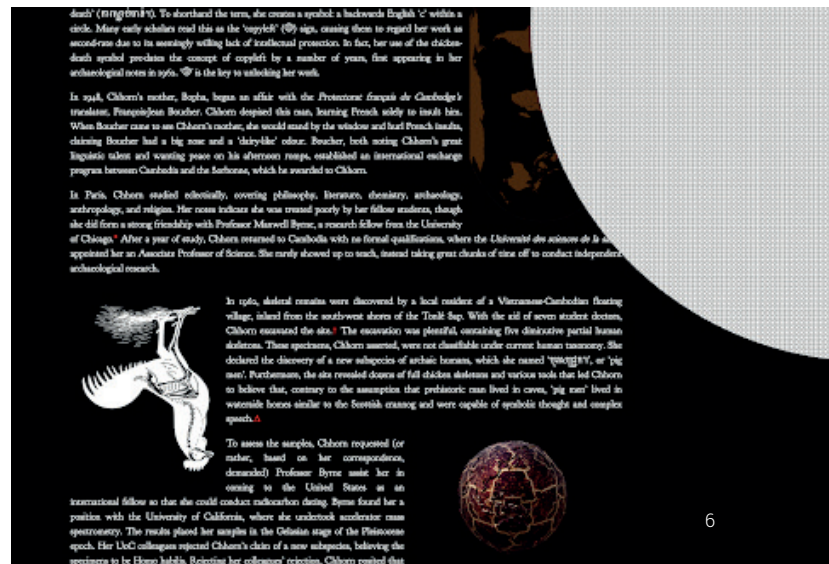 death' (). To shorthand the term, she creates a symbol: a backwards English 'c' within a
circle. Many early scholars read this as the 'copyleft' () sign, causing them to regard her work as
second-rate due to its seemingly willing lack of intellectual protection. In fact, her use of the chicken-
death symbol pre-dates the concept of copyleft by a number of years, first appearing in her
archaeological notes in 1960. is the key to unlocking her work.
In 1948, Chhorn's mother, Bopha, began an affair with the Protectorat français du Cambodge's
translator, François-Jean Boucher. Chhorn despised this man, learning French solely to insult him.
When Boucher came to see Chhorn's mother, she would stand by the window and hurl French insults,
claiming Boucher had a big nose and a 'dairy-like' odour. Boucher, both noting Chhorn's great
linguistic talent and wanting peace on his afternoon romps, established an international exchange
program between Cambodia and the Sorbonne, which he awarded to Chhorn.
In Paris, Chhorn studied eclectically, covering philosophy, literature, chemistry, archaeology,
anthropology, and religion. Her notes indicate she was treated poorly by her fellow students, though
she did form a strong friendship with Professor Maxwell Byrne, a research fellow from the University
of Chicago. After a year of study, Chhorn returned to Cambodia with no formal qualifications, where the Université des sciences de la
appointed her an Associate Professor of Science. She rarely showed up to teach, instead taking great chunks of time off to conduct independent
archaeological research.
In 1960, skeletal remains were discovered by a local resident of a Vietnamese-Cambodian floating
village, inland from the south-west shores of the Tonlé Sap. With the aid of seven student doctors,
Chhorn excavated the site. The excavation was plentiful, containing five diminutive partial human
skeletons. These specimens, Chhorn asserted, were not classifiable under current human taxonomy. She
declared the discovery of a new subspecies of archaic humans, which she named '', or 'pig
men'. Furthermore, the site revealed dozens of full chicken skeletons and various tools that led Chhorn
to believe that, contrary to the assumption that prehistoric man lived in caves, 'pig men' lived in
waterside homes similar to the Scottish crannog and were capable of symbolic thought and complex
speech.Δ
To assess the samples, Chhorn requested (or
rather, based on her correspondence,
demanded) Professor Byrne assist her in
coming to the United States as an
international fellow so that she could conduct radiocarbon dating. Byrne found her a
position with the University of California, where she undertook accelerator mass
spectrometry. The results placed her samples in the Gelasian stage of the Pleistocene
epoch. Her UoC colleagues rejected Chhorn's claim of a new subspecies, believing the
specimens to be Homo habilis. Rejecting her colleagues' rejection, Chhorn posited that
6